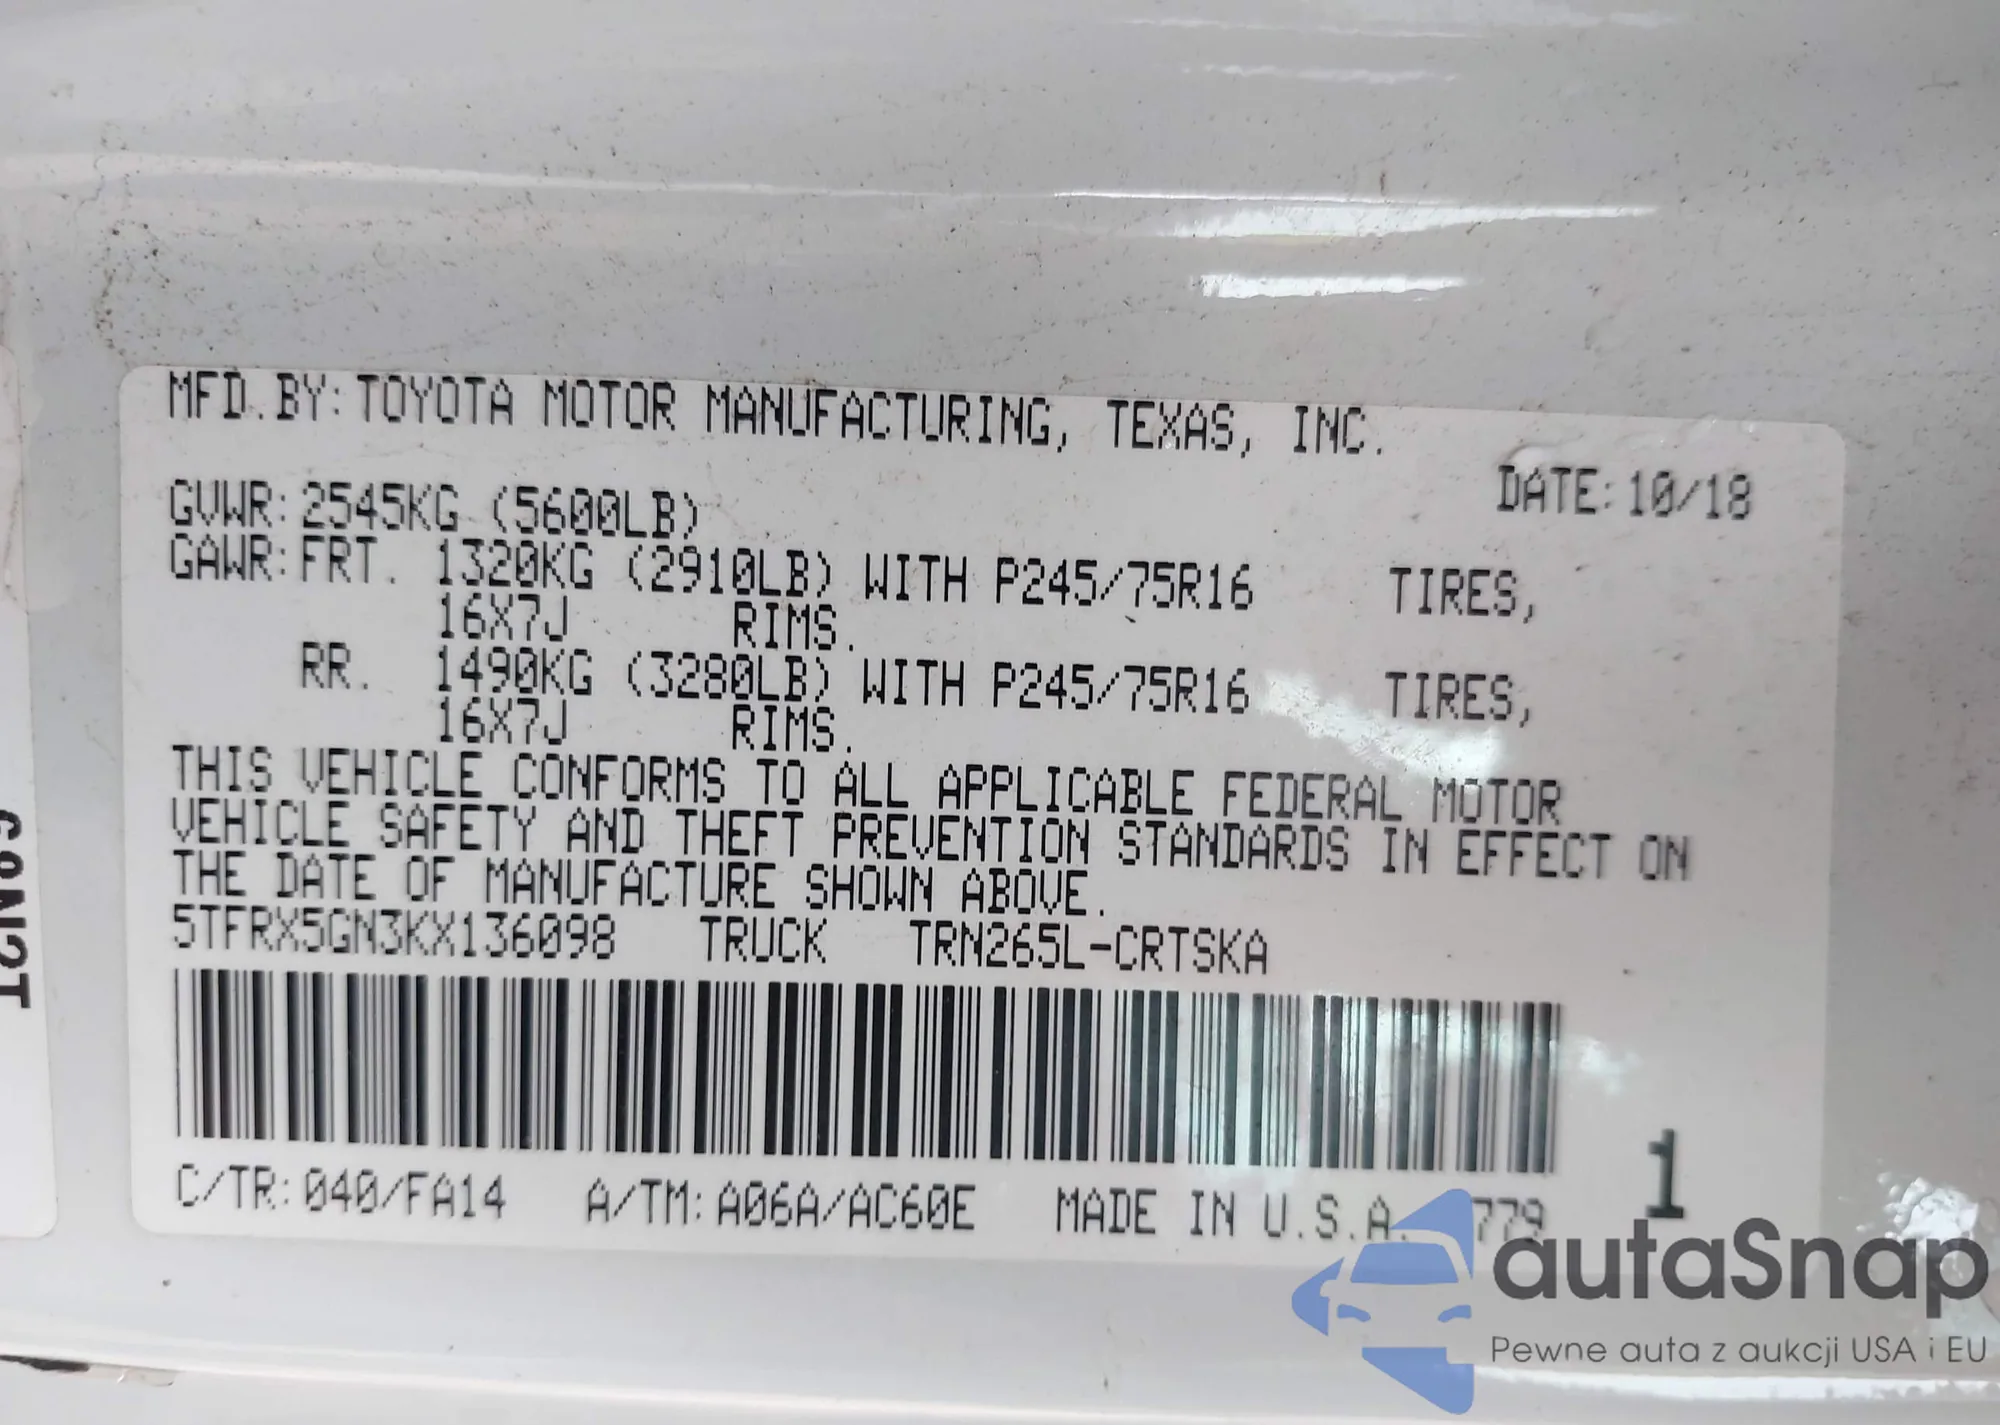 MFD.BY:TOYOTA MOTOR MANUFACTURING, TEXAS, INC.
DATE:10/18
GVWR:2545KG (5600LB)
GAWR:FRT. 1320KG (2910LB) WITH P245/75R16 TIRES,
16X7J RIMS.
RR. 1490KG (3280LB) WITH P245/75R16 TIRES,
16X7J RIMS.
THIS VEHICLE CONFORMS TO ALL APPLICABLE FEDERAL MOTOR
VEHICLE SAFETY AND THEFT PREVENTION STANDARDS IN EFFECT ON
THE DATE OF MANUFACTURE SHOWN ABOVE.
5TFRX5GN3KX136098 TRUCK TRN265L-CRTSKA
1
C/TR:040/FA14 A/TM:A06A/AC60E MADE IN U.S.A. 779
autaSnap
Pewne auta z aukcji USA i EU